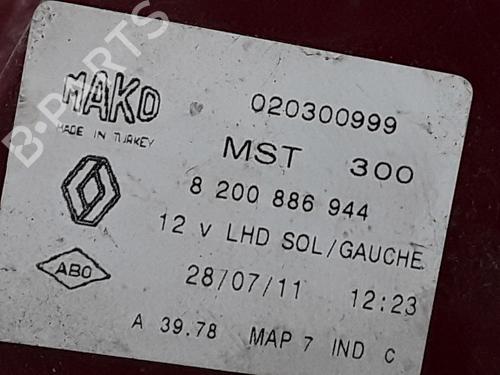 B-PARTS
MAKO
MADE IN TURKEY
020300999
MST 300
8 200 886 944
12 V LHD SOL/GAUCHE
ABO
28/07/11 12:23
A 39.78 MAP 7 IND C